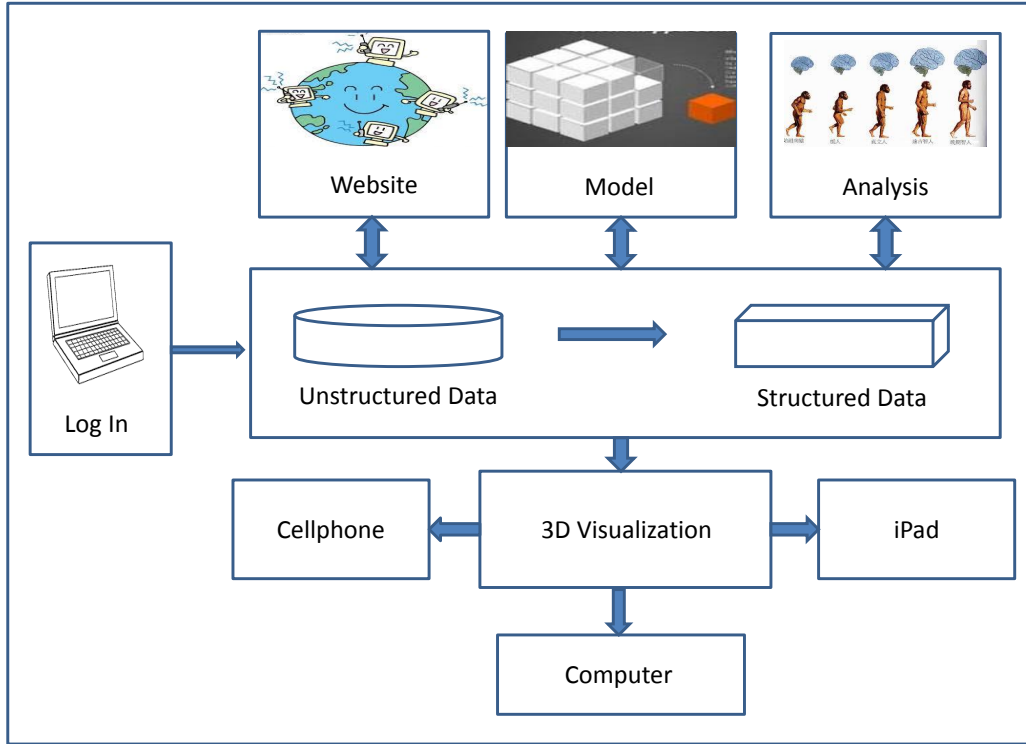 Website
Model
Analysis
Log In
Unstructured Data
Structured Data
Cellphone
3D Visualization
iPad
Computer